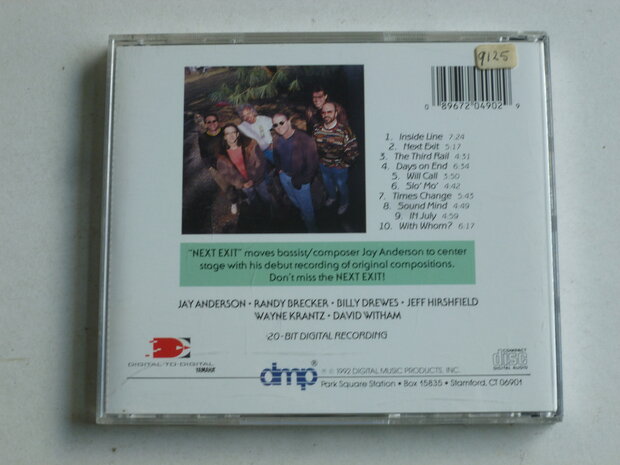 9125
0 89672 04902 9
1. Inside Line 7:24
2. Next Exit 5:17
3. The Third Rail 4:31
4. Days on End 6:34
5. Will Call 3:50
6. Slo' Mo' 4:42
7. Times Change 5:43
8. Sound Mind 4:49
9. IN July 4:59
10. With Whom? 6:17
"NEXT EXIT" moves bassist/composer Jay Anderson to center
stage with his debut recording of original compositions.
Don't miss the NEXT EXIT!
JAY ANDERSON • RANDY BRECKER • BILLY DREWES • JEFF HIRSHFIELD
WAYNE KRANTZ • DAVID WITHAM
20-BIT DIGITAL RECORDING
DIGITAL-TO-DIGITAL
YAMAHA
dmp®
℗ © 1992 DIGITAL MUSIC PRODUCTS, INC.
Park Square Station • Box 15835 • Stamford, CT 06901
COMPACT
disc
DIGITAL AUDIO